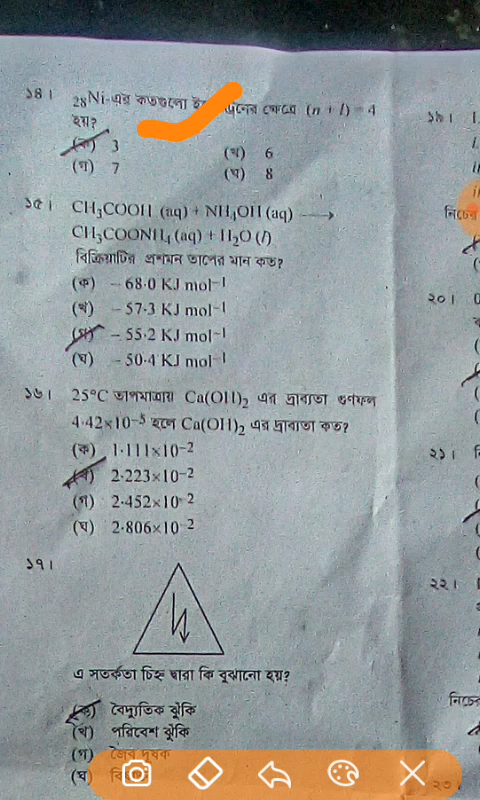 ১৪। ₂₈Ni-এর কতগুলো ক্ষেত্রে (n + l) = 4
হয়?
(ক) 3
(খ) 6
(গ) 7
(ঘ) 8
১৫। CH₃COOH (aq) + NH₄OH (aq) ⟶
CH₃COONH₄ (aq) + H₂O (l)
বিক্রিয়াটির প্রশমন তাপের মান কত?
(ক) – 68·0 KJ mol⁻¹
(খ) – 57·3 KJ mol⁻¹
(গ) – 55·2 KJ mol⁻¹
(ঘ) – 50·4 KJ mol⁻¹
১৬। 25°C তাপমাত্রায় Ca(OH)₂ এর দ্রাব্যতা গুণফল
4·42×10⁻⁵ হলে Ca(OH)₂ এর দ্রাব্যতা কত?
(ক) 1·111×10⁻²
(খ) 2·223×10⁻²
(গ) 2·452×10⁻²
(ঘ) 2·806×10⁻²
১৭।
এ সতর্কতা চিহ্ন দ্বারা কি বুঝানো হয়?
(ক) বৈদ্যুতিক ঝুঁকি
(খ) পরিবেশ ঝুঁকি
(গ) জৈব দূষক
(ঘ)
১৯।
নিচের
২০।
২১।
২২।
নিচের
২৩।